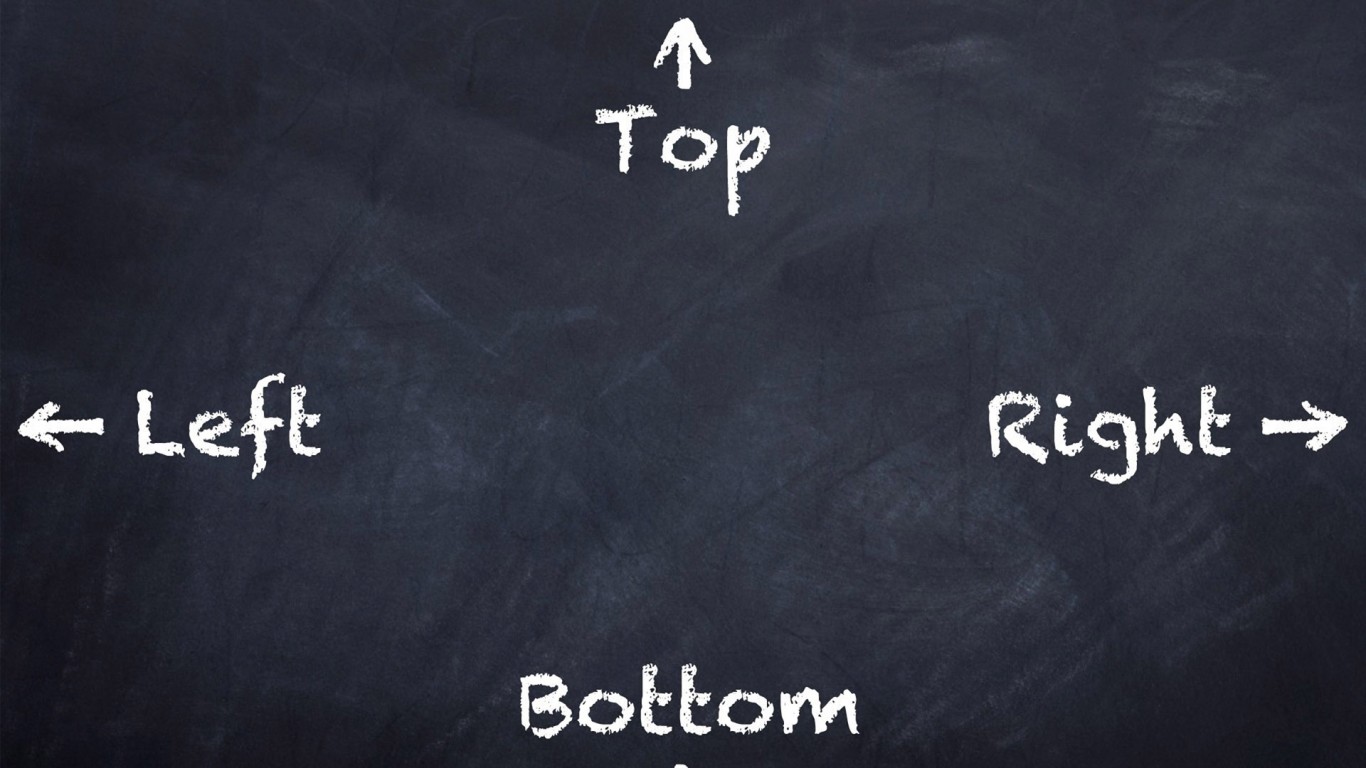 ↑
Top
← Left
Right →
Bottom